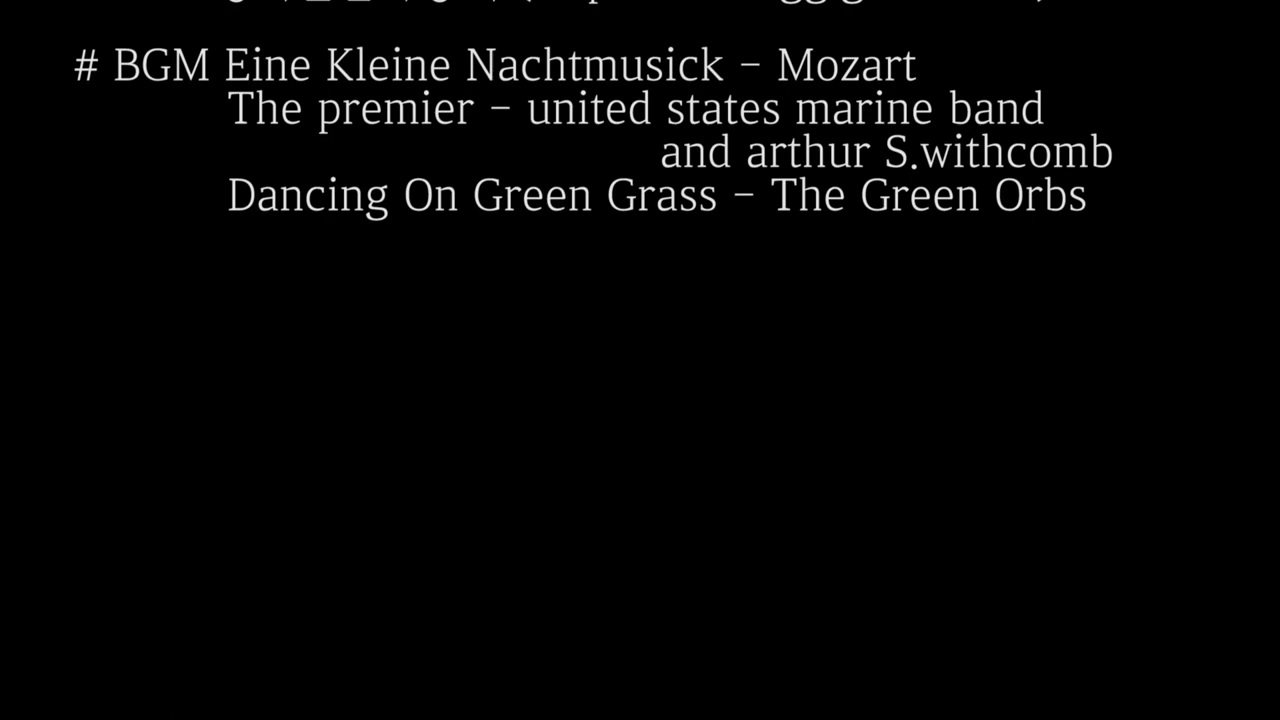 # BGM Eine Kleine Nachtmusick - Mozart
The premier - united states marine band
and arthur S.withcomb
Dancing On Green Grass - The Green Orbs